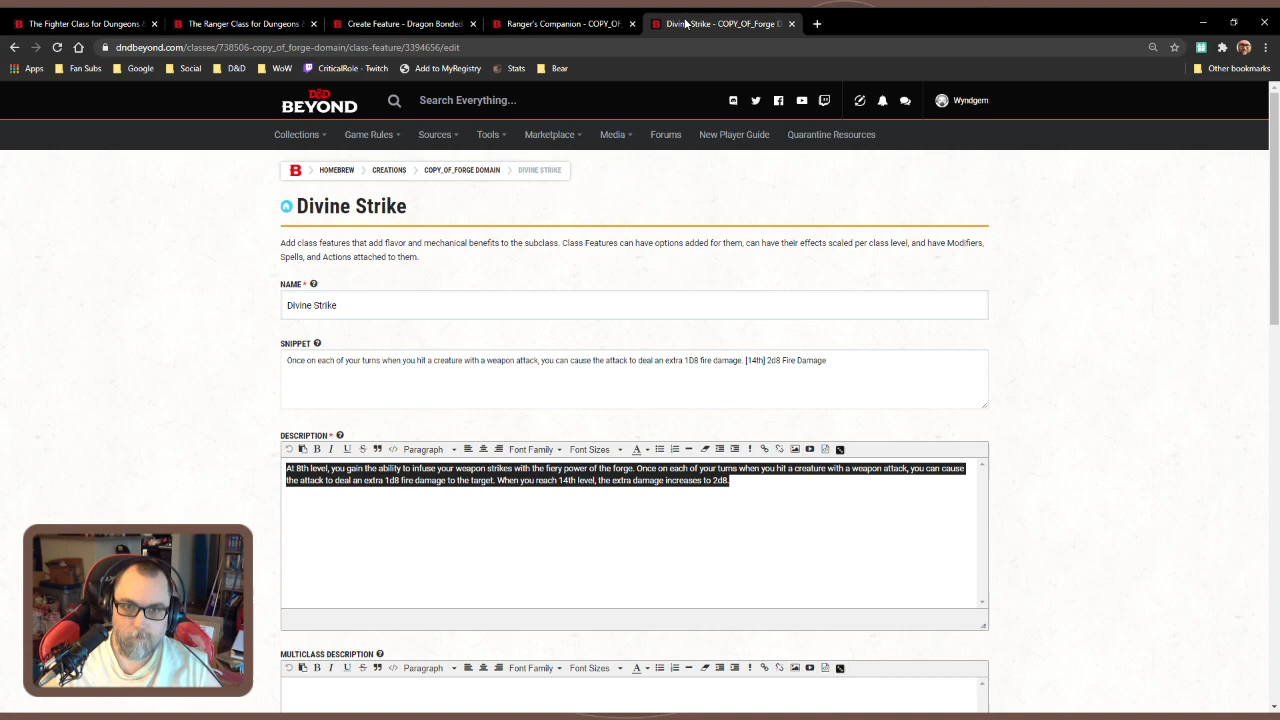 The Fighter Class for Dungeons &
The Ranger Class for Dungeons &
Create Feature - Dragon Bonded
Ranger's Companion - COPY_OF
Divine Strike - COPY_OF_Forge D
dndbeyond.com/classes/738506-copy_of_forge-domain/class-feature/3394656/edit
Apps
Fan Subs
Google
Social
D&D
WoW
CriticalRole - Twitch
Add to MyRegistry
Stats
Bear
Other bookmarks
D&D
BEYOND
Search Everything...
Wyndgem
Collections
Game Rules
Sources
Tools
Marketplace
Media
Forums
New Player Guide
Quarantine Resources
HOMEBREW
CREATIONS
COPY_OF_FORGE DOMAIN
DIVINE STRIKE
Divine Strike
Add class features that add flavor and mechanical benefits to the subclass. Class Features can have options added for them, can have their effects scaled per class level, and have Modifiers,
Spells, and Actions attached to them.
NAME *
Divine Strike
SNIPPET
Once on each of your turns when you hit a creature with a weapon attack, you can cause the attack to deal an extra 1D8 fire damage. [14th] 2d8 Fire Damage
DESCRIPTION *
B I U S Paragraph Font Family Font Sizes A
At 8th level, you gain the ability to infuse your weapon strikes with the fiery power of the forge. Once on each of your turns when you hit a creature with a weapon attack, you can cause
the attack to deal an extra 1d8 fire damage to the target. When you reach 14th level, the extra damage increases to 2d8.
MULTICLASS DESCRIPTION
B I U S Paragraph Font Family Font Sizes A